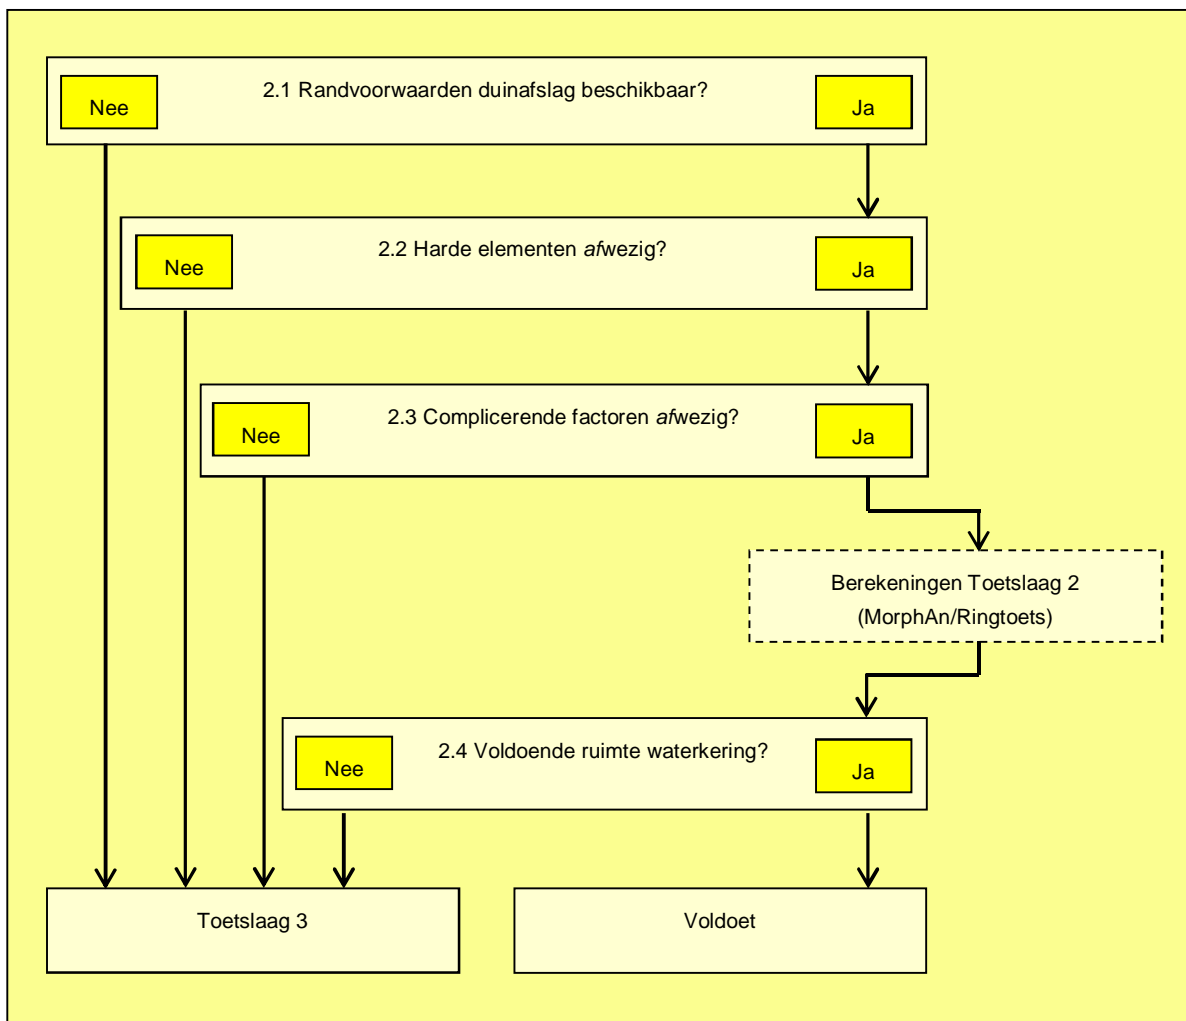 2.1 Randvoorwaarden duinafslag beschikbaar?
Nee
Ja
2.2 Harde elementen afwezig?
Nee
Ja
2.3 Complicerende factoren afwezig?
Nee
Ja
Berekeningen Toetslaag 2
(MorphAn/Ringtoets)
2.4 Voldoende ruimte waterkering?
Nee
Ja
Toetslaag 3
Voldoet